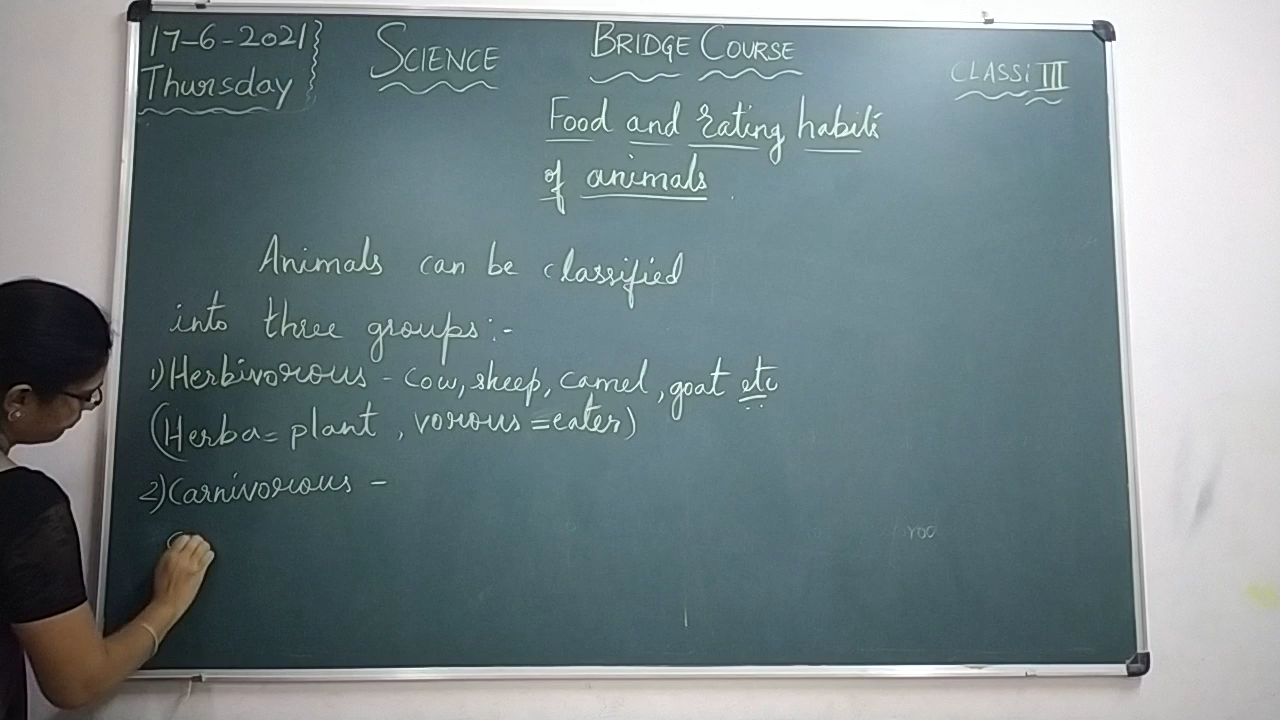 17-6-2021
Thursday
SCIENCE
BRIDGE COURSE
CLASS: III
Food and Eating habits
of animals
Animals can be classified
into three groups:-
1) Herbivorous - cow, sheep, camel, goat etc
(Herba = plant, vorous = eater)
2) Carnivorous -